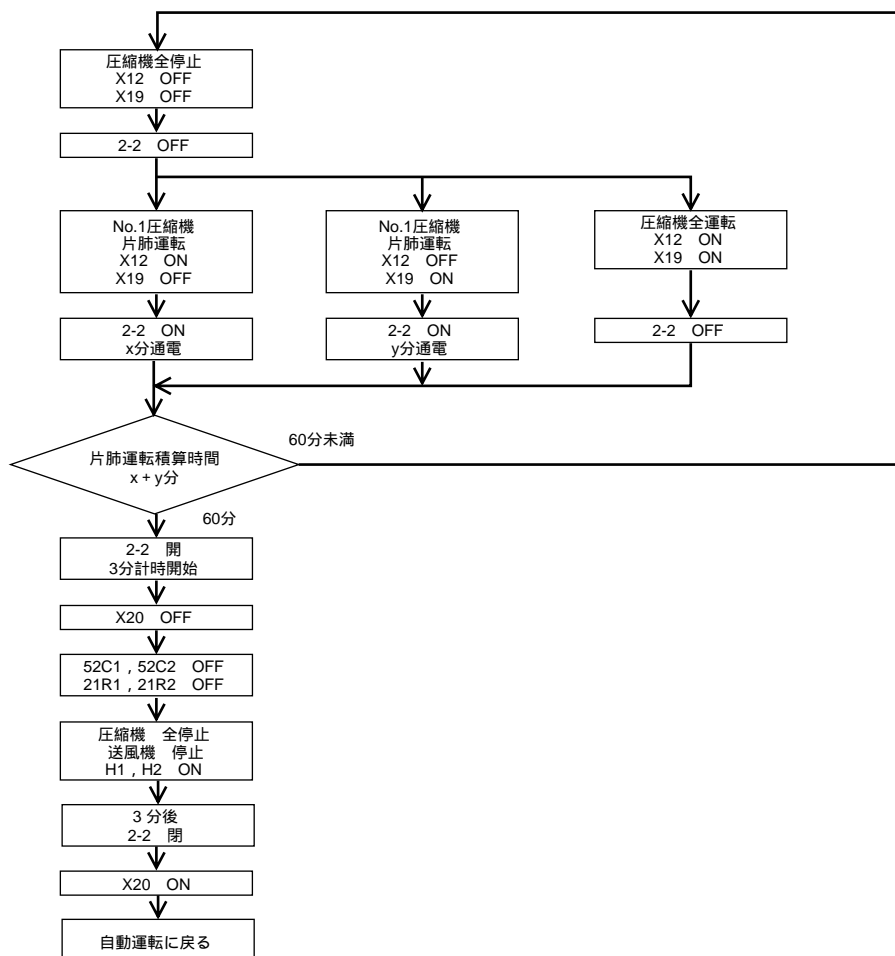 圧縮機全停止
X12 OFF
X19 OFF
2-2 OFF
No.1圧縮機
片肺運転
X12 ON
X19 OFF
No.1圧縮機
片肺運転
X12 OFF
X19 ON
圧縮機全運転
X12 ON
X19 ON
2-2 ON
x分通電
2-2 ON
y分通電
2-2 OFF
片肺運転積算時間
x + y分
60分未満
60分
2-2 開
3分計時開始
X20 OFF
52C1 , 52C2 OFF
21R1 , 21R2 OFF
圧縮機 全停止
送風機 停止
H1 , H2 ON
3 分後
2-2 閉
X20 ON
自動運転に戻る